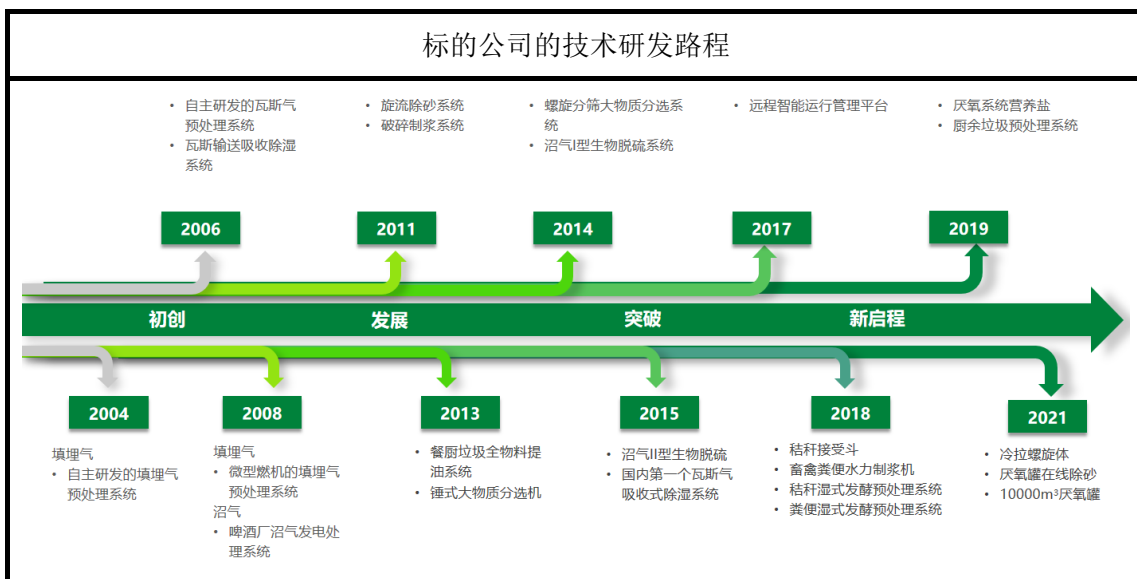 标的公司的技术研发路程
• 自主研发的瓦斯气
预处理系统
• 瓦斯输送吸收除湿
系统
• 旋流除砂系统
• 破碎制浆系统
• 螺旋分筛大物质分选系
统
• 沼气I型生物脱硫系统
• 远程智能运行管理平台
• 厌氧系统营养盐
• 厨余垃圾预处理系统
2006
2011
2014
2017
2019
初创
发展
突破
新启程
2004
2008
2013
2015
2018
2021
填埋气
• 自主研发的填埋气
预处理系统
填埋气
• 微型燃机的填埋气
预处理系统
沼气
• 啤酒厂沼气发电处
理系统
• 餐厨垃圾全物料提
油系统
• 锤式大物质分选机
• 沼气II型生物脱硫
• 国内第一个瓦斯气
吸收式除湿系统
• 秸秆接受斗
• 畜禽粪便水力制浆机
• 秸秆湿式发酵预处理系统
• 粪便湿式发酵预处理系统
• 冷拉螺旋体
• 厌氧罐在线除砂
• 10000m³厌氧罐